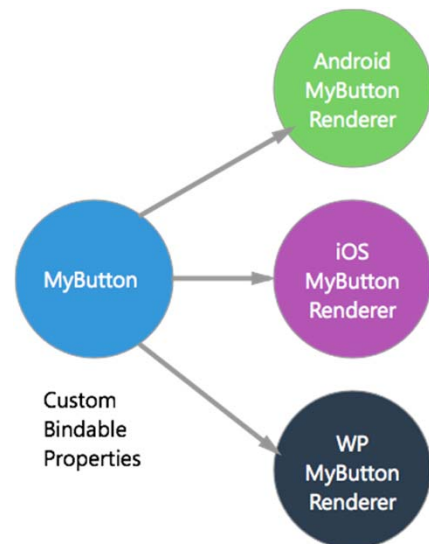 Android
MyButton
Renderer
MyButton
iOS
MyButton
Renderer
Custom
Bindable
Properties
WP
MyButton
Renderer